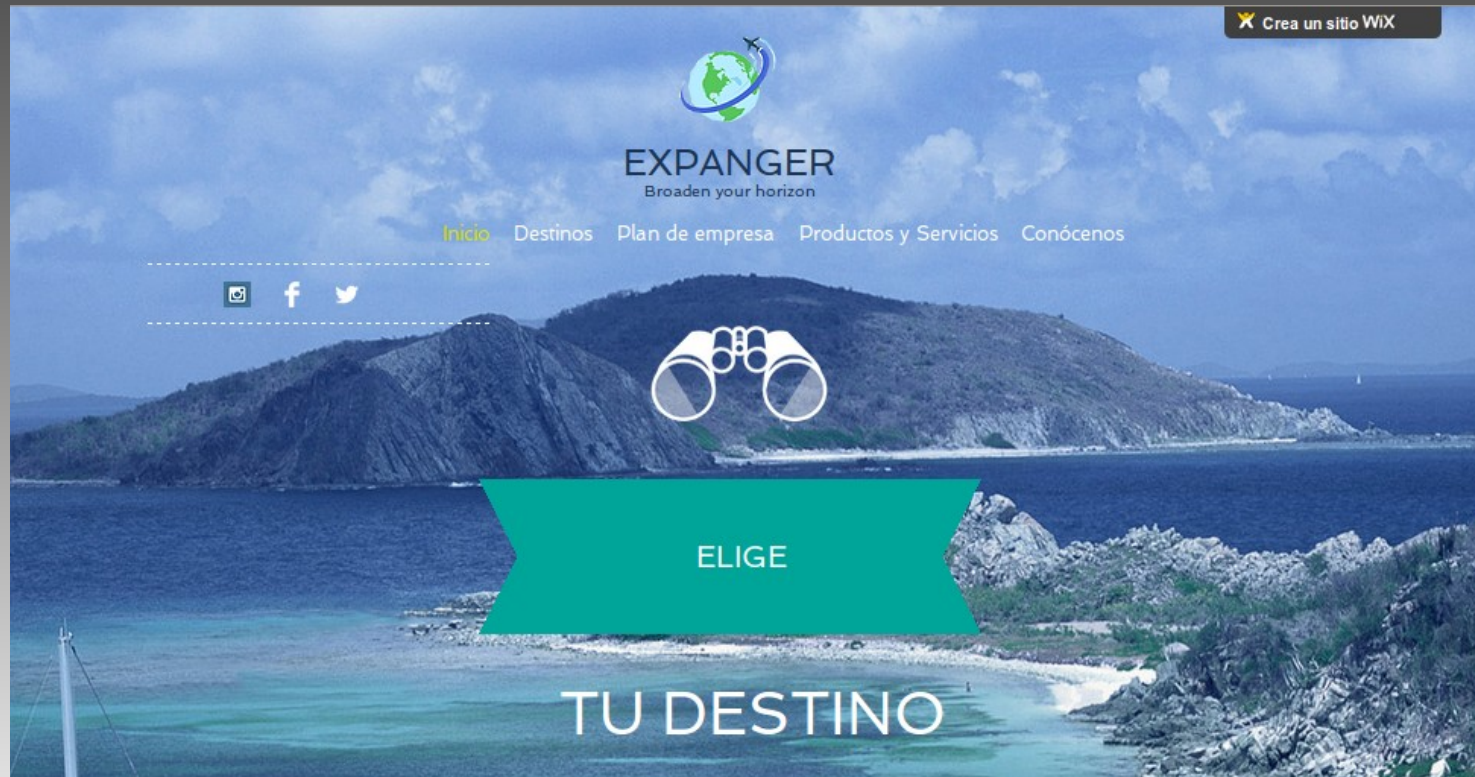 Crea un sitio WiX
EXPANGER
Broaden your horizon
Inicio Destinos Plan de empresa Productos y Servicios Conócenos
ELIGE
TU DESTINO